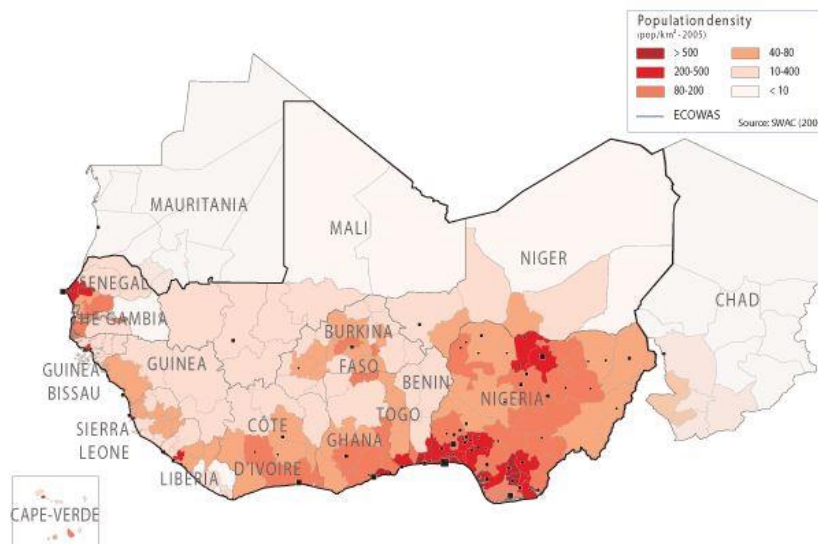 Population density
(pop/km² - 2005)
> 500
40-80
200-500
10-400
80-200
< 10
ECOWAS
Source: SWAC (200
MAURITANIA
MALI
NIGER
CHAD
SENEGAL
THE GAMBIA
GUINEA
BISSAU
GUINEA
BURKINA
FASO
BENIN
NIGERIA
TOGO
SIERRA
LEONE
CÔTE
D'IVOIRE
GHANA
LIBERIA
CAPE-VERDE